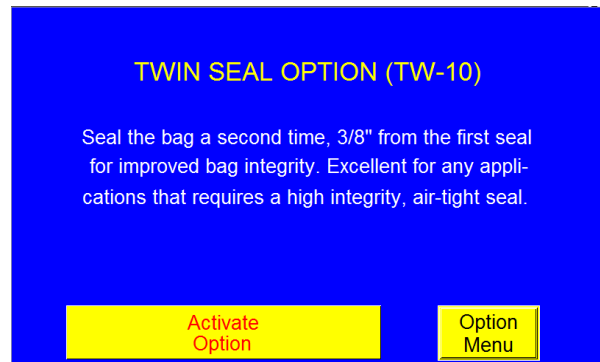 TWIN SEAL OPTION (TW-10)
Seal the bag a second time, 3/8" from the first seal
for improved bag integrity. Excellent for any appli-
cations that requires a high integrity, air-tight seal.
Activate
Option
Option
Menu